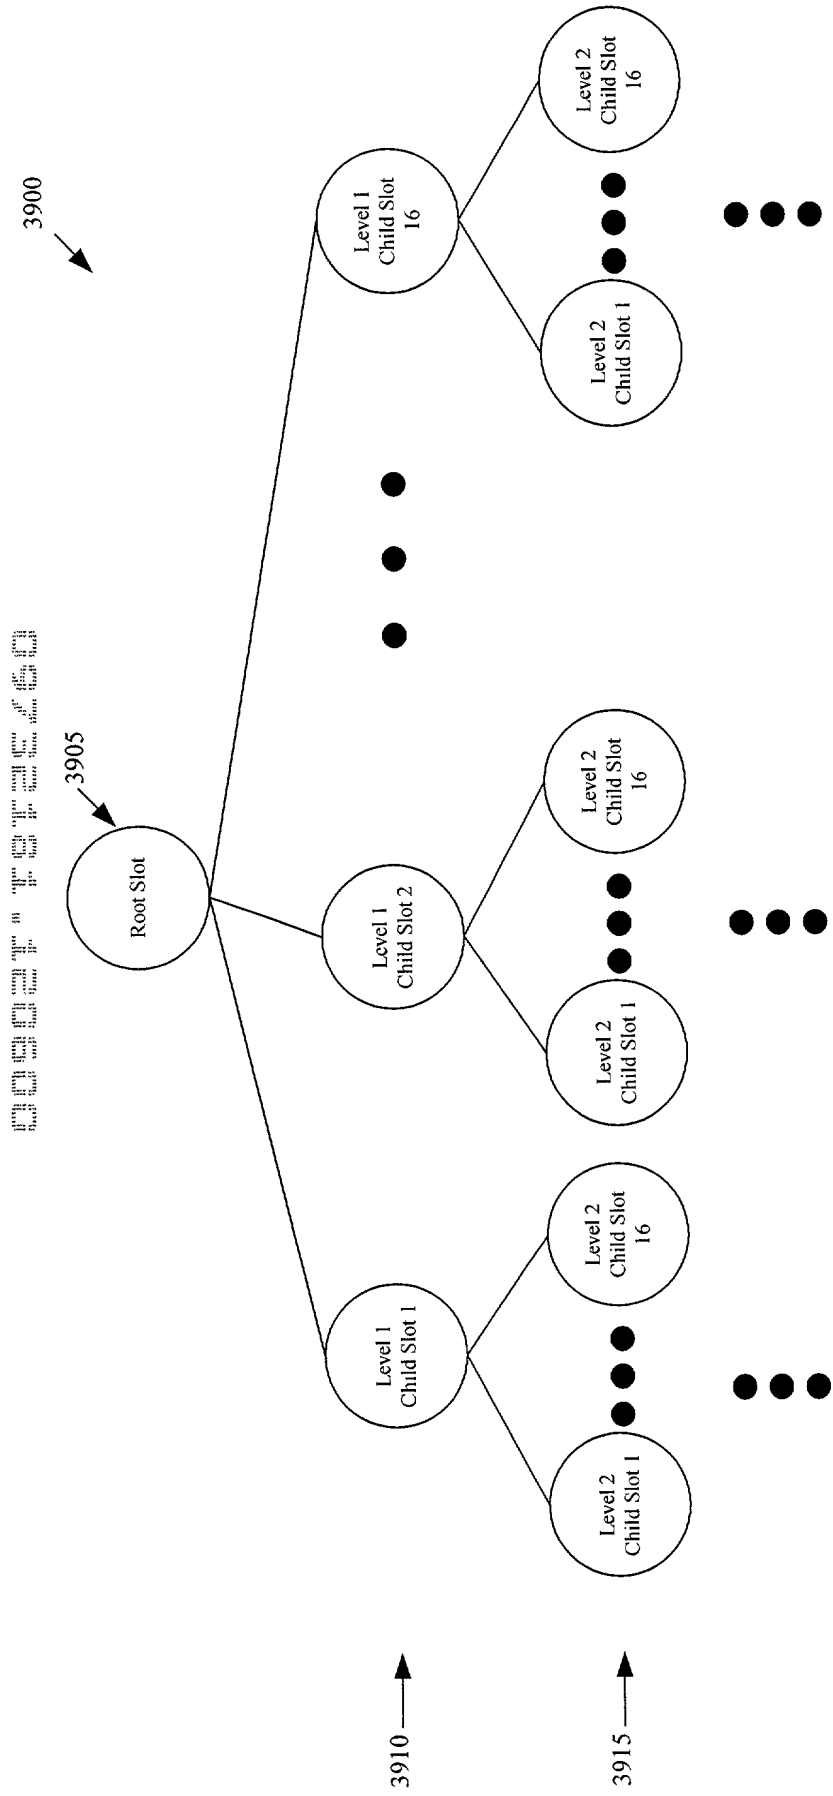 09732181.120600
3900
3905
Root Slot
3910
Level 1
Child Slot 1
Level 1
Child Slot 2
Level 1
Child Slot
16
3915
Level 2
Child Slot 1
Level 2
Child Slot
16
Level 2
Child Slot 1
Level 2
Child Slot
16
Level 2
Child Slot 1
Level 2
Child Slot
16